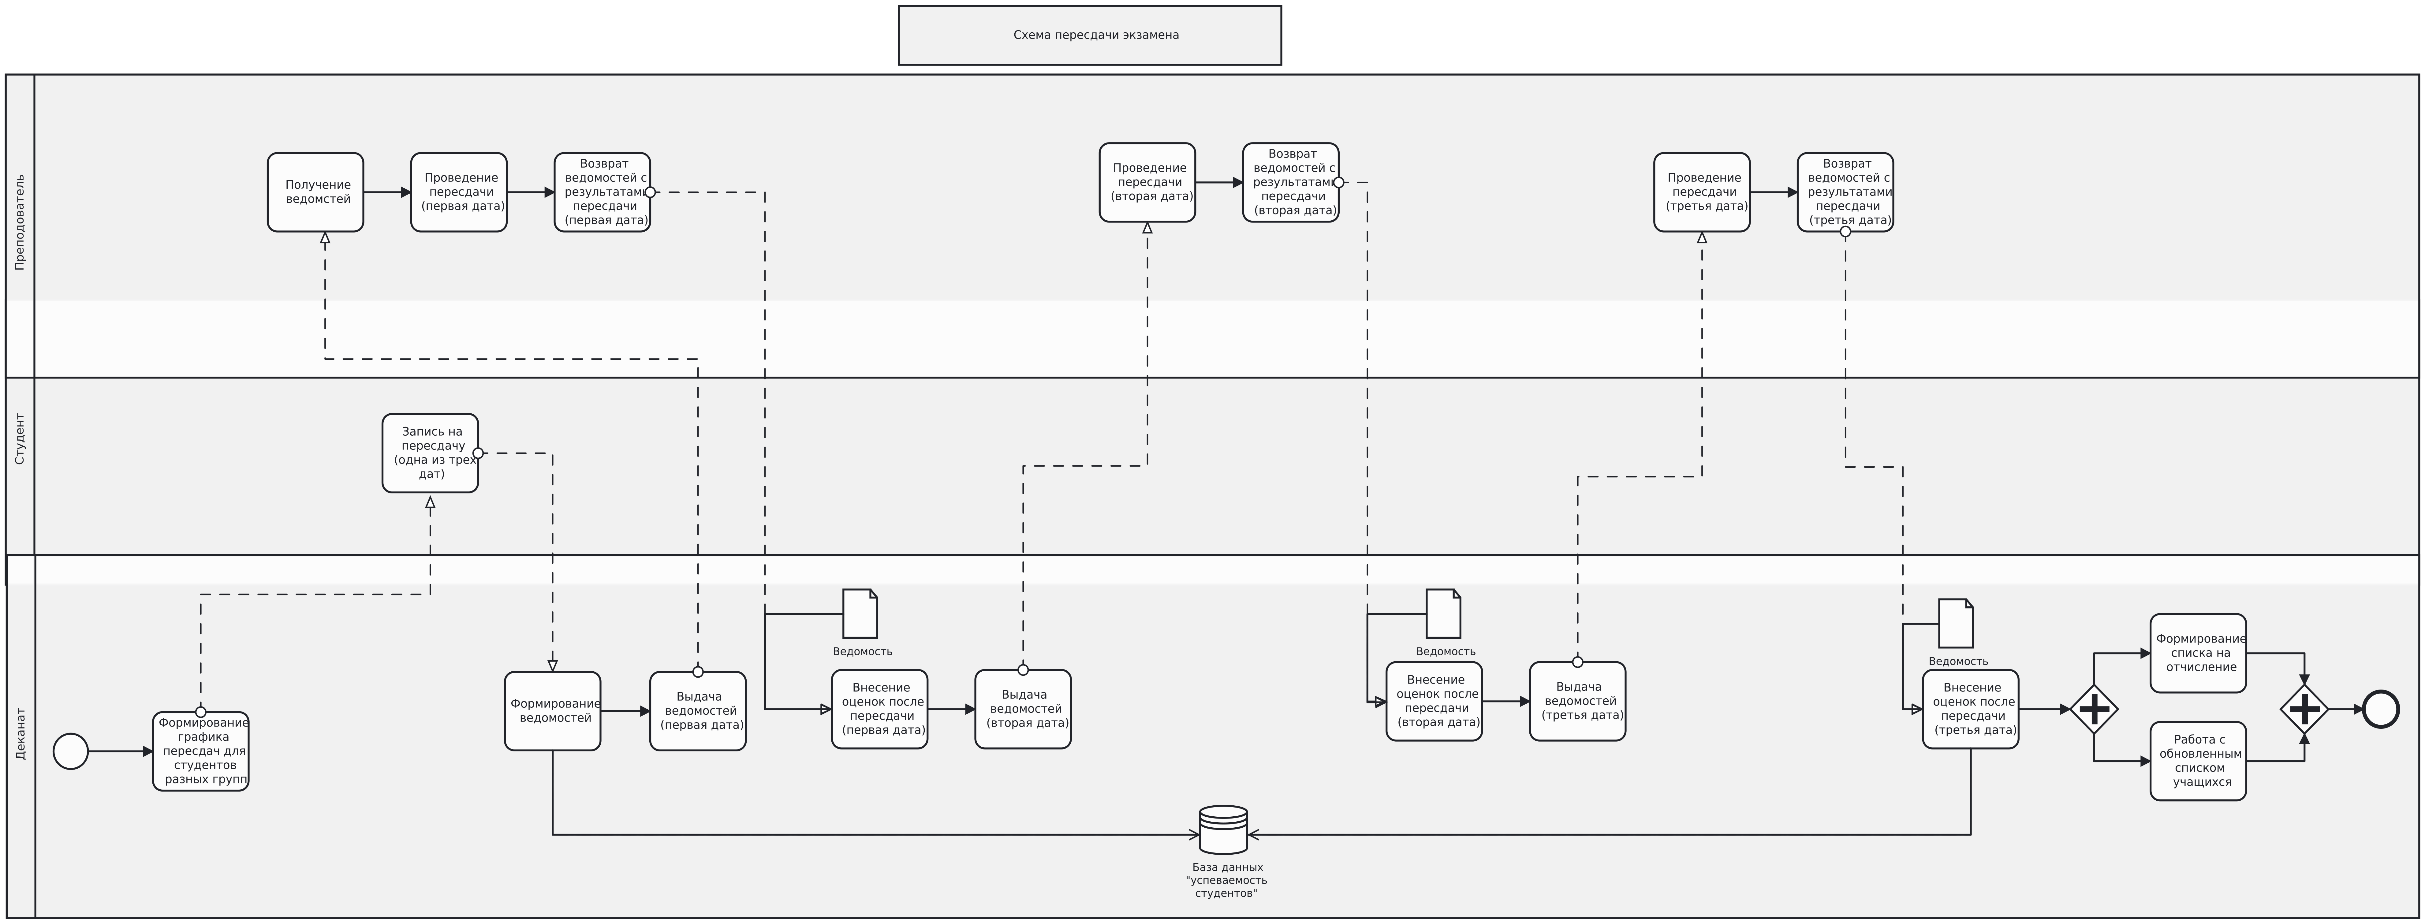 Схема пересдачи экзамена
Преподователь
Получение
ведомстей
Проведение
пересдачи
(первая дата)
Возврат
ведомостей с
результатами
пересдачи
(первая дата)
Проведение
пересдачи
(вторая дата)
Возврат
ведомостей с
результатами
пересдачи
(вторая дата)
Проведение
пересдачи
(третья дата)
Возврат
ведомостей с
результатами
пересдачи
(третья дата)
Студент
Запись на
пересдачу
(одна из трех
дат)
Деканат
Формирование
графика
пересдач для
студентов
разных групп
Формирование
ведомостей
Выдача
ведомостей
(первая дата)
Ведомость
Внесение
оценок после
пересдачи
(первая дата)
Выдача
ведомостей
(вторая дата)
Ведомость
Внесение
оценок после
пересдачи
(вторая дата)
Выдача
ведомостей
(третья дата)
Ведомость
Внесение
оценок после
пересдачи
(третья дата)
Формирование
списка на
отчисление
Работа с
обновленным
списком
учащихся
База данных
"успеваемость
студентов"